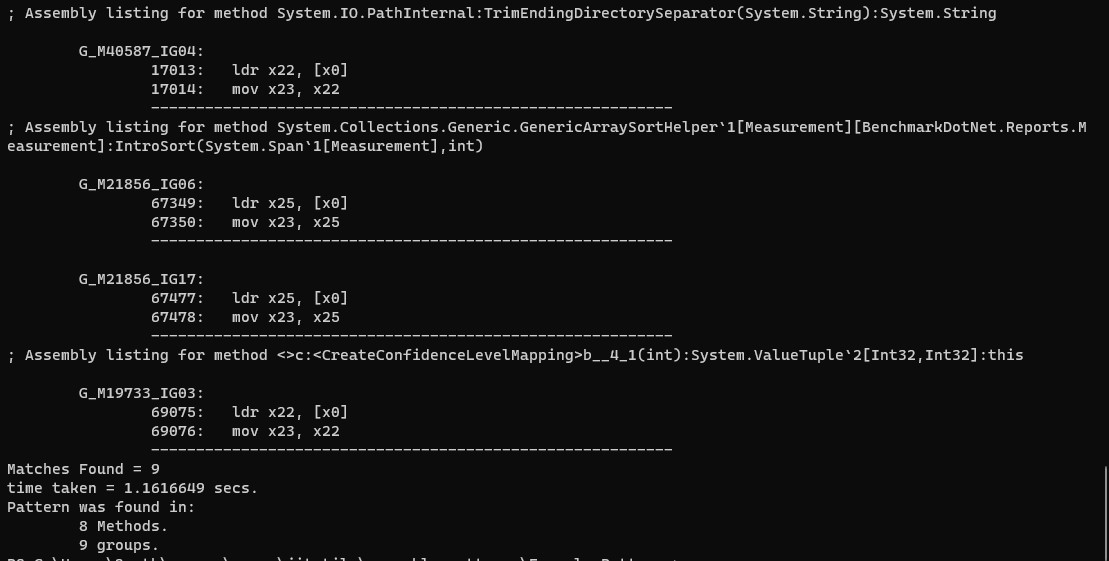 ; Assembly listing for method System.IO.PathInternal:TrimEndingDirectorySeparator(System.String):System.String
G_M40587_IG04:
17013: ldr x22, [x0]
17014: mov x23, x22
----------------------------------------------------------
; Assembly listing for method System.Collections.Generic.GenericArraySortHelper`1[Measurement][BenchmarkDotNet.Reports.M
easurement]:IntroSort(System.Span`1[Measurement],int)
G_M21856_IG06:
67349: ldr x25, [x0]
67350: mov x23, x25
----------------------------------------------------------
G_M21856_IG17:
67477: ldr x25, [x0]
67478: mov x23, x25
----------------------------------------------------------
; Assembly listing for method <>c:<CreateConfidenceLevelMapping>b__4_1(int):System.ValueTuple`2[Int32,Int32]:this
G_M19733_IG03:
69075: ldr x22, [x0]
69076: mov x23, x22
----------------------------------------------------------
Matches Found = 9
time taken = 1.1616649 secs.
Pattern was found in:
8 Methods.
9 groups.